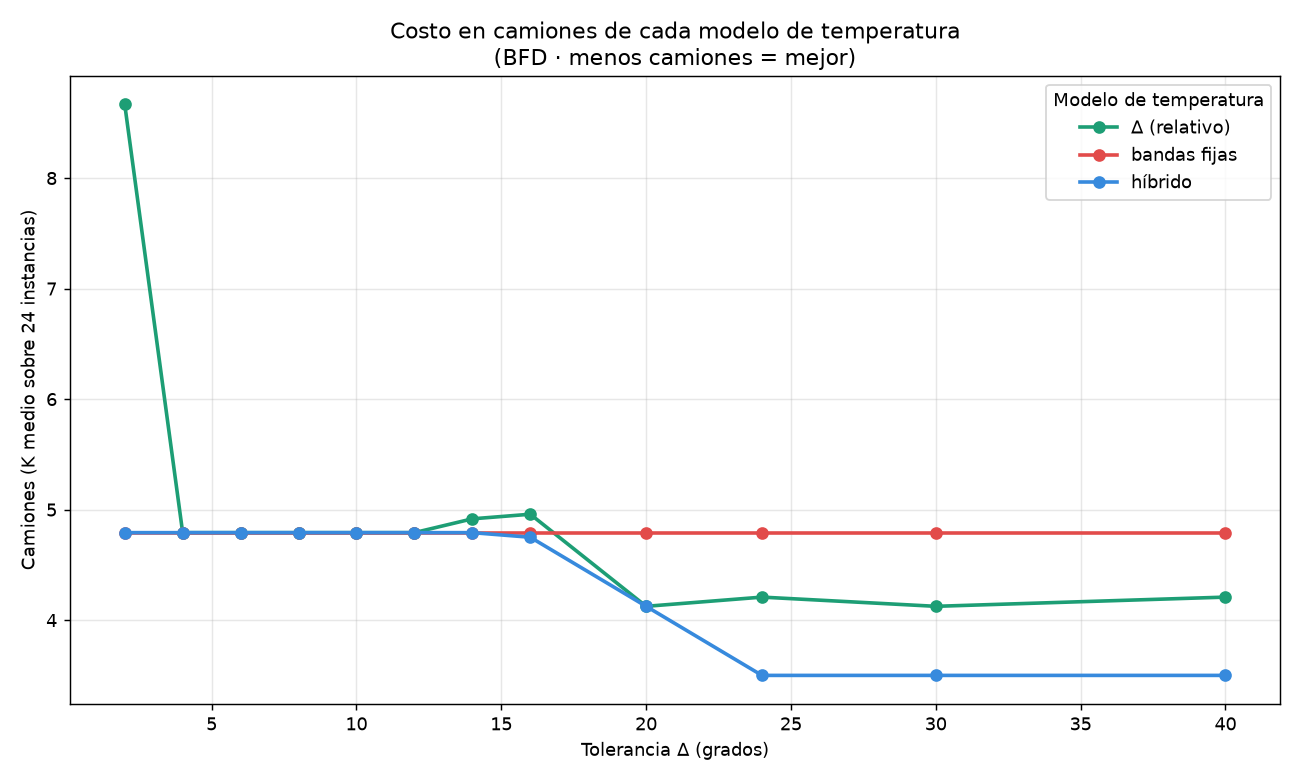 Costo en camiones de cada modelo de temperatura
(BFD · menos camiones = mejor)
Modelo de temperatura
Δ (relativo)
bandas fijas
híbrido
Camiones (K medio sobre 24 instancias)
8
7
6
5
4
5
10
15
20
25
30
35
40
Tolerancia Δ (grados)